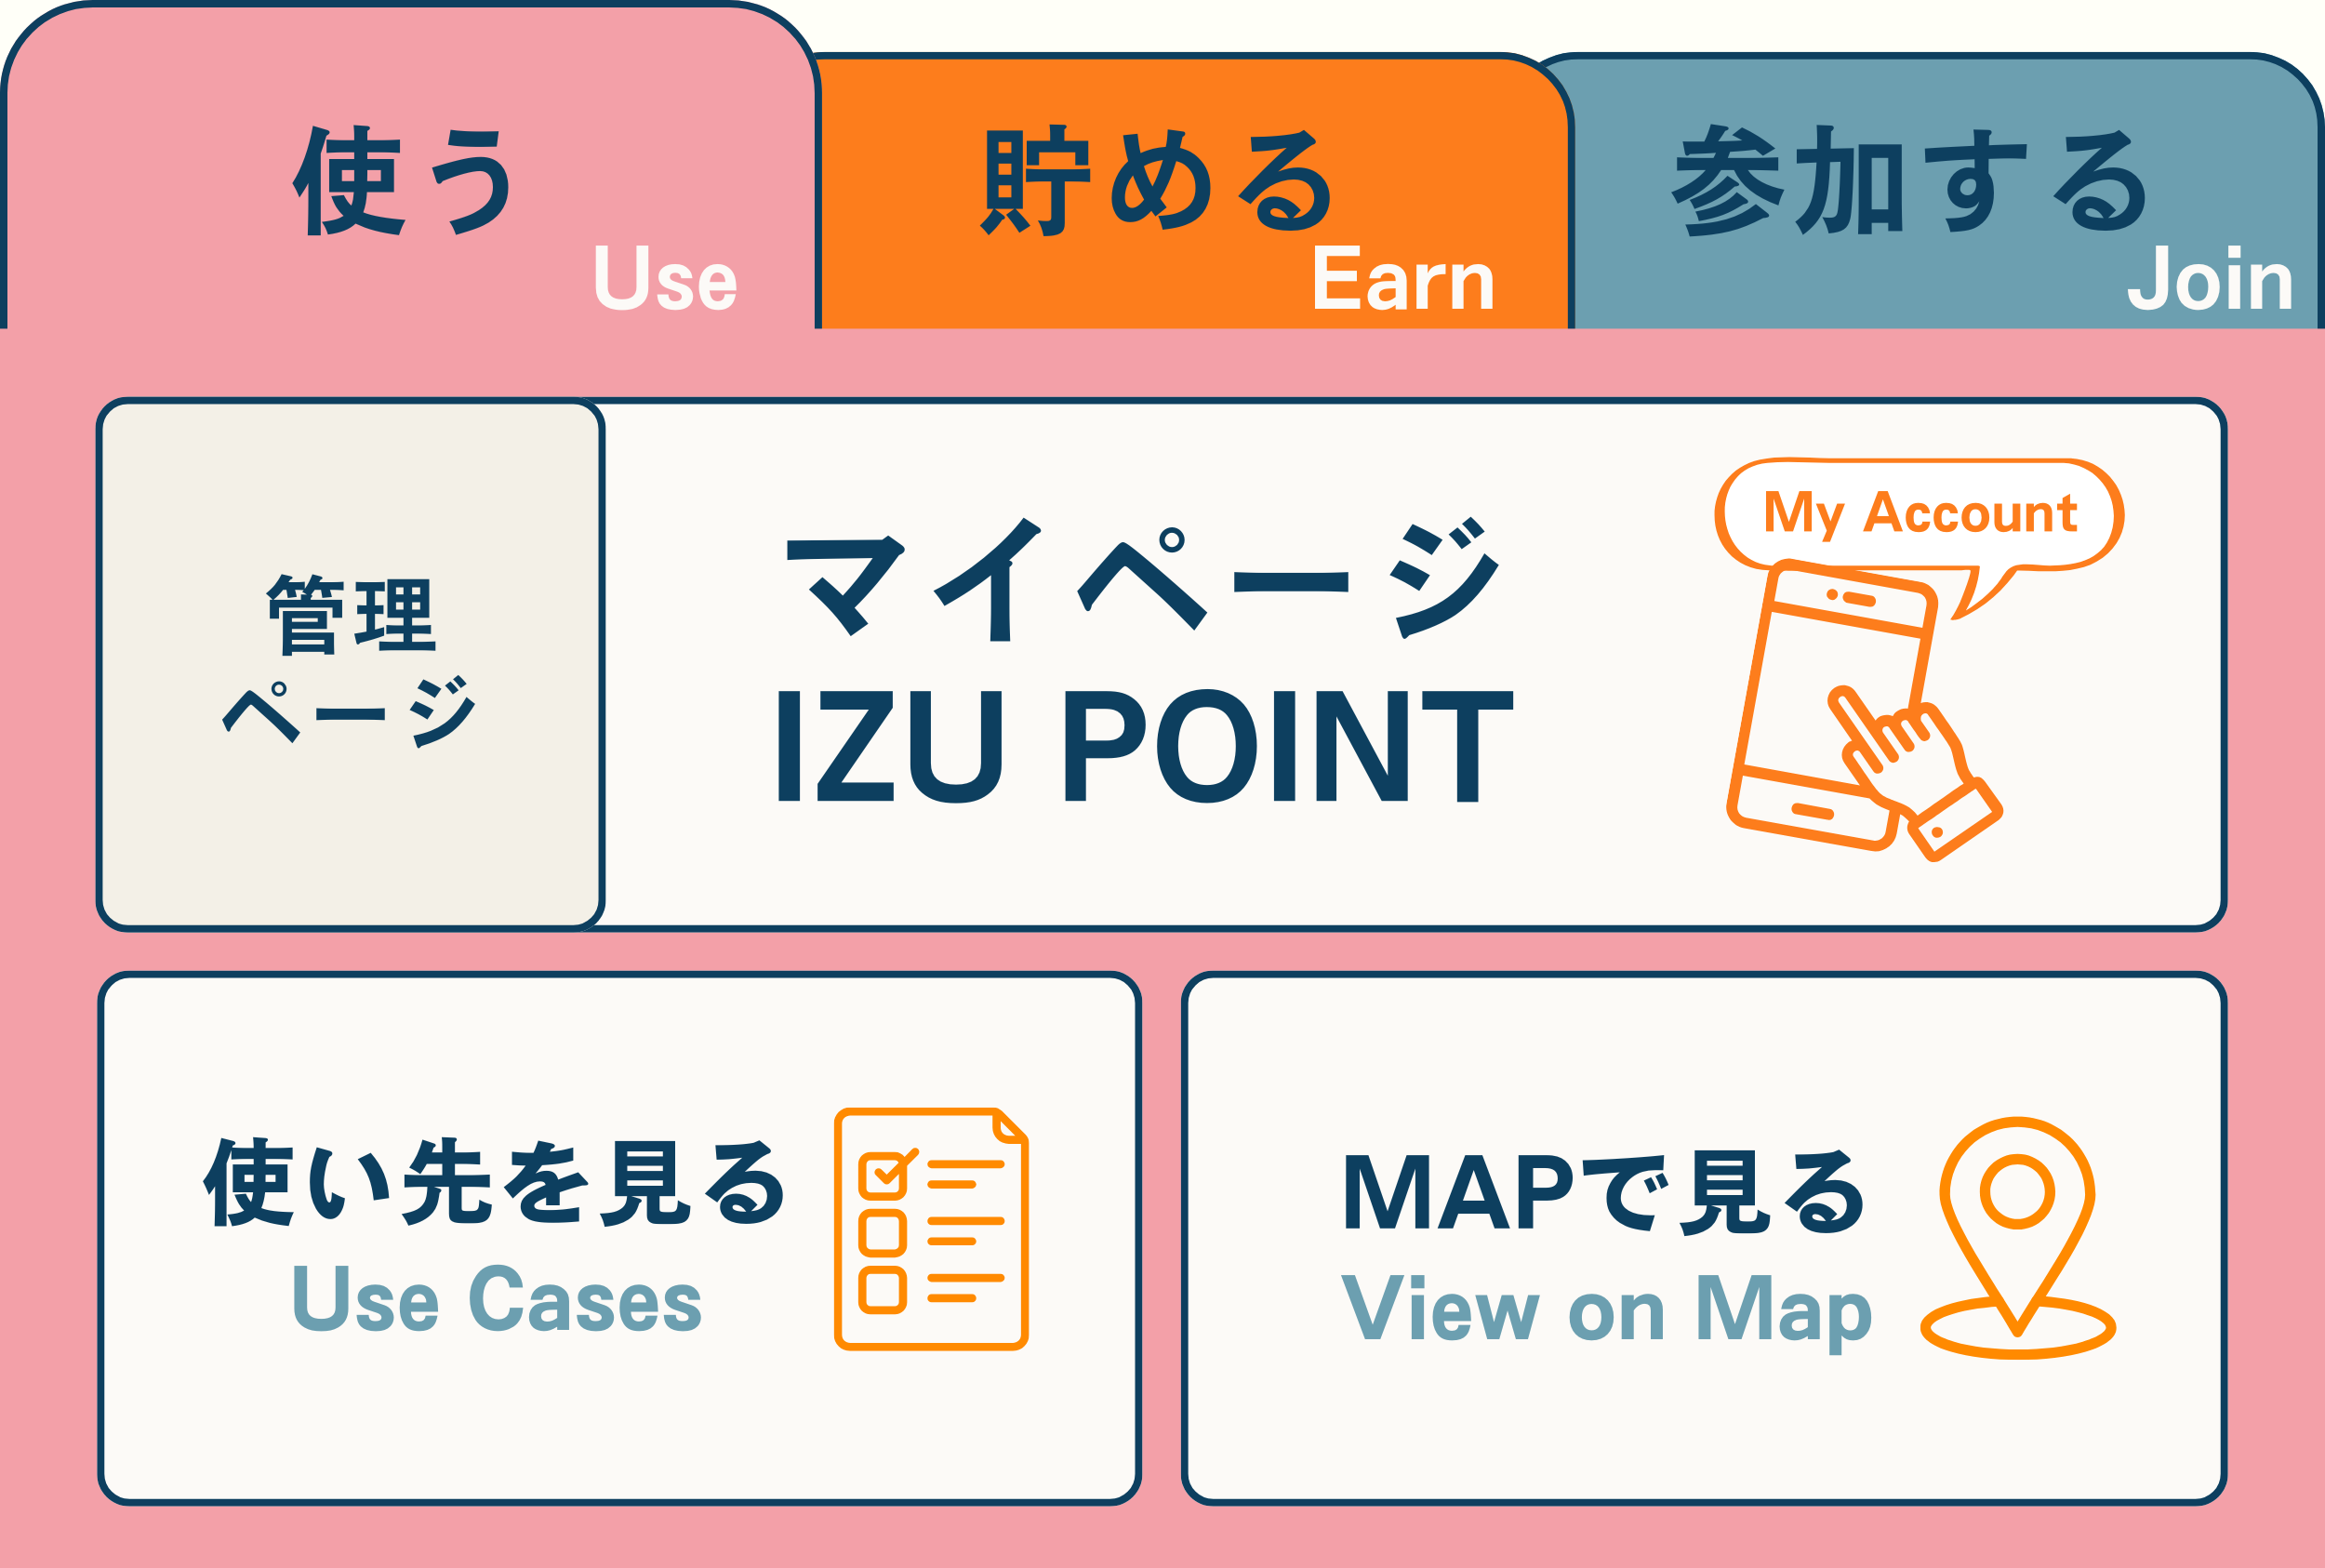 使う
Use
貯める
Earn
参加する
Join
管理
ページ
マイページ
IZU POINT
My Account
使い先を見る
Use Cases
MAPで見る
View on Map